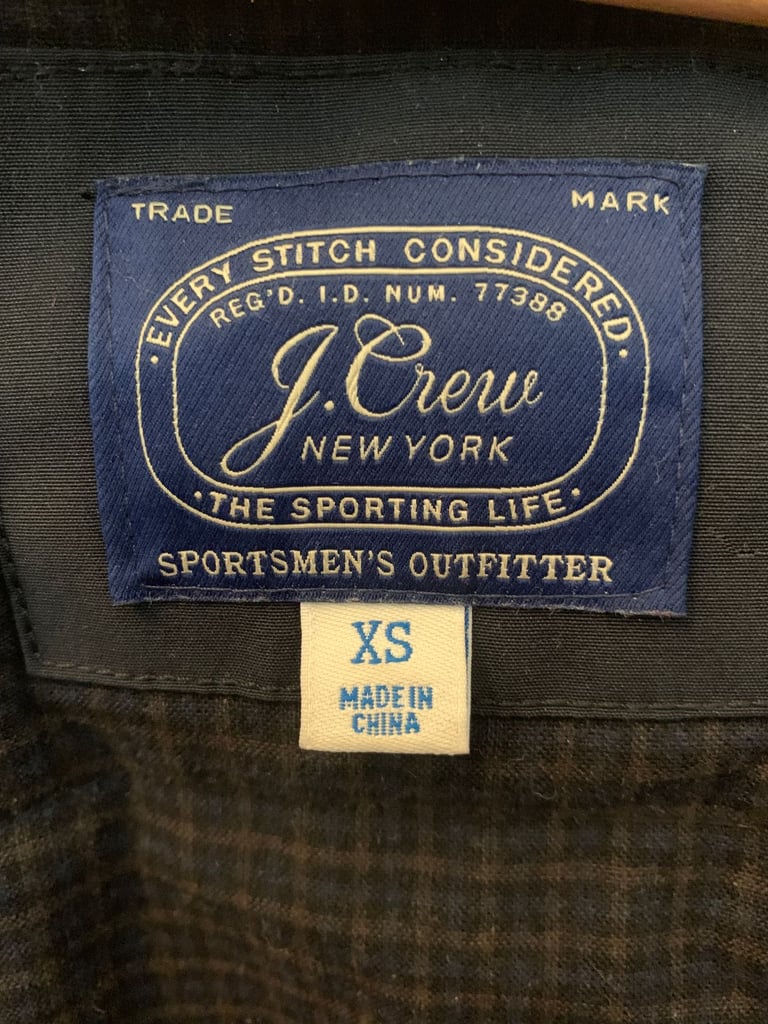 TRADE MARK
·EVERY STITCH CONSIDERED·
REG'D. I.D. NUM. 77388
J.Crew
NEW YORK
·THE SPORTING LIFE·
SPORTSMEN'S OUTFITTER
XS
MADE IN
CHINA